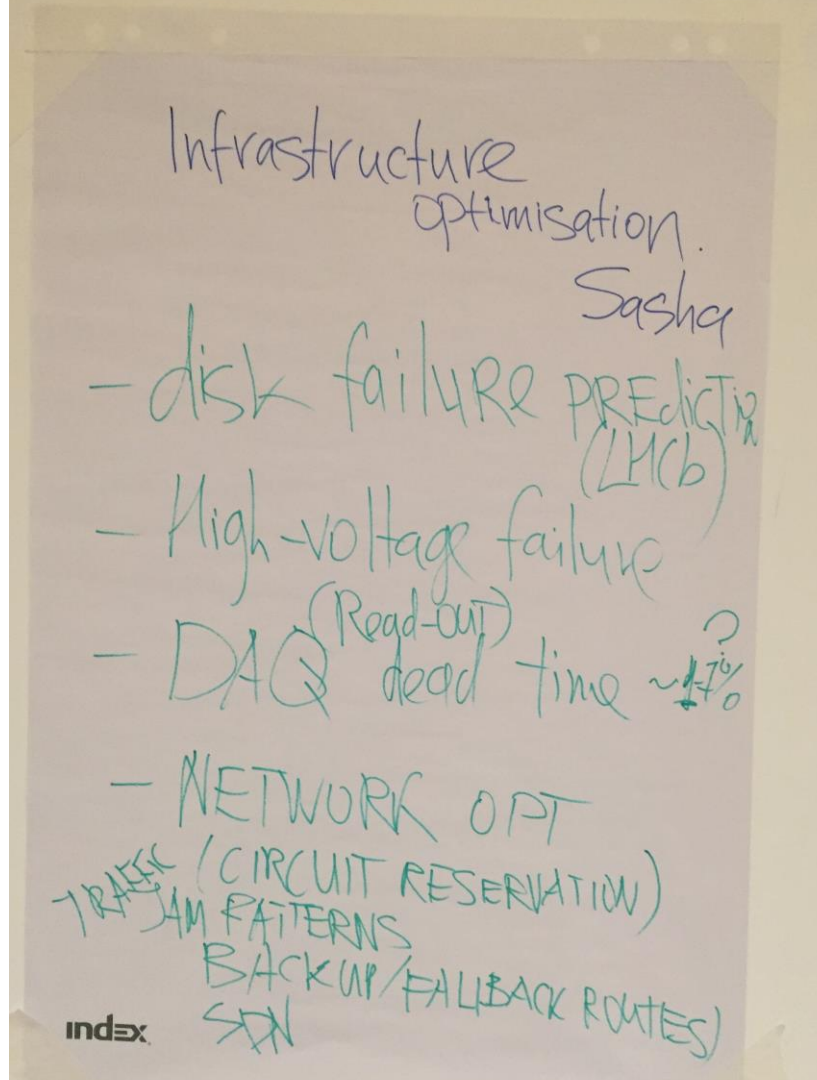 Infrastructure
optimisation.
Sasha
- disk failURe PREdicTion
(LHCb)
- High-voltage failure
(Read-OUT)
- DAQ dead time ~ %
?
- NETWORK OPT
(CIRCUIT RESERVATION)
TRAFFIC
JAM PATTERNS
BACKUP/FALLBACK ROUTES)
SDN
index